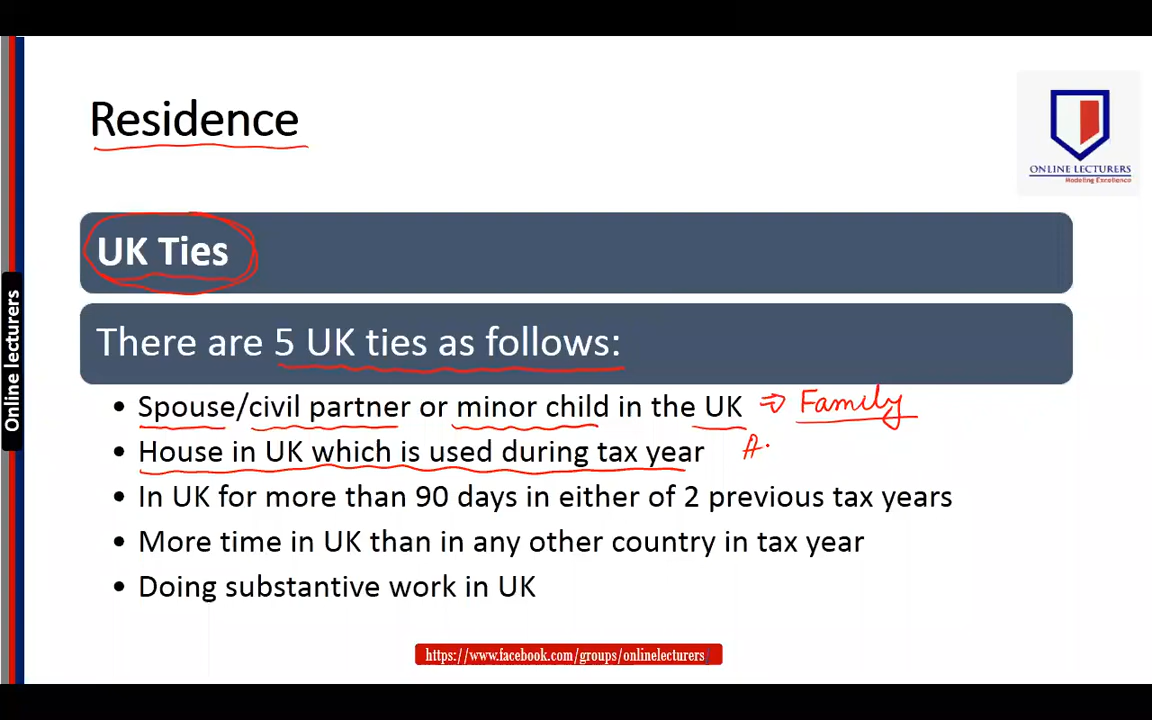 Residence
ONLINE LECTURERS
Modeling Excellence
UK Ties
There are 5 UK ties as follows:
• Spouse/civil partner or minor child in the UK => Family
• House in UK which is used during tax year A.
• In UK for more than 90 days in either of 2 previous tax years
• More time in UK than in any other country in tax year
• Doing substantive work in UK
https://www.facebook.com/groups/onlinelecturers/
Online lecturers